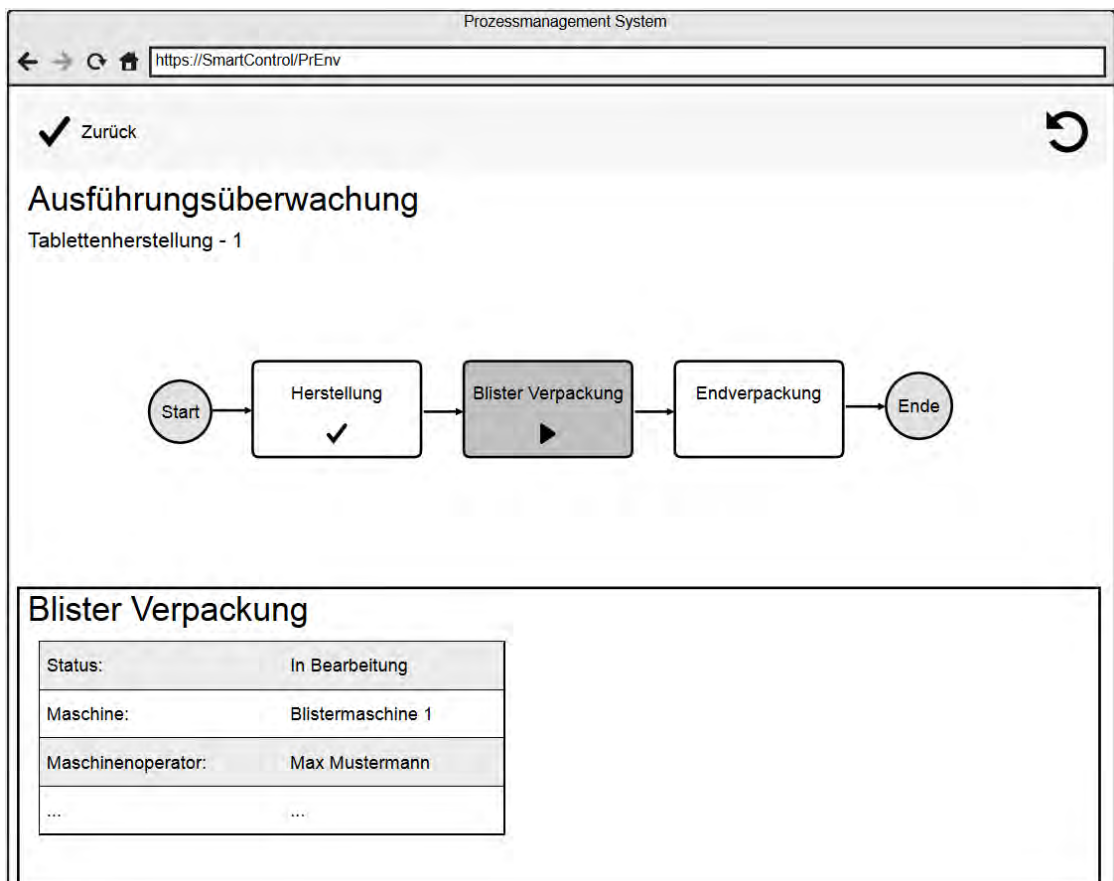 Prozessmanagement System
https://SmartControl/PrEnv
Zurück
Ausführungsüberwachung
Tablettenherstellung - 1
Start
Herstellung
Blister Verpackung
Endverpackung
Ende
Blister Verpackung
Status: In Bearbeitung
Maschine: Blistermaschine 1
Maschinenoperator: Max Mustermann
... ...